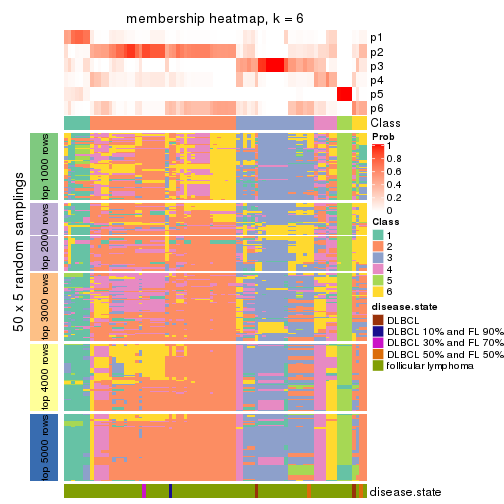 membership heatmap, k = 6
p1
p2
p3
p4
p5
p6
Class
50 x 5 random samplings
top 1000 rows
top 2000 rows
top 3000 rows
top 4000 rows
top 5000 rows
Prob
1
0.8
0.6
0.4
0.2
0
Class
1
2
3
4
5
6
disease.state
DLBCL
DLBCL 10% and FL 90%
DLBCL 30% and FL 70%
DLBCL 50% and FL 50%
follicular lymphoma
disease.state